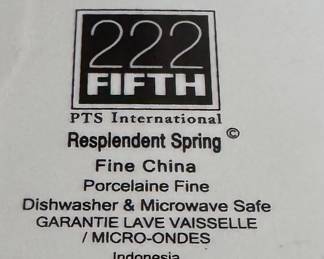 222
FIFTH
PTS International
Resplendent Spring ©
Fine China
Porcelaine Fine
Dishwasher & Microwave Safe
GARANTIE LAVE VAISSELLE
/ MICRO-ONDES
Indonesia